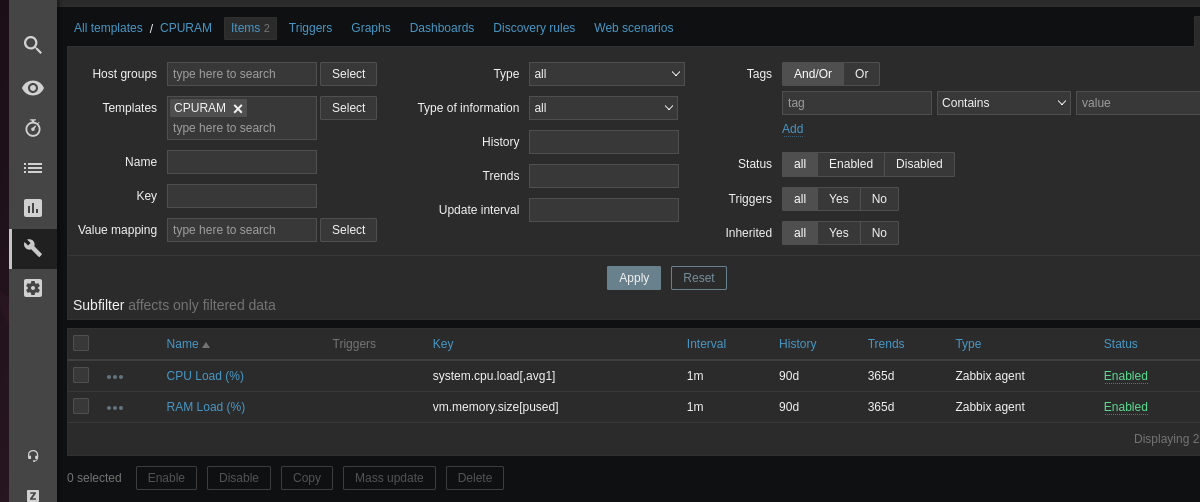 All templates / CPURAM Items 2 Triggers Graphs Dashboards Discovery rules Web scenarios
Host groups type here to search Select Type all Tags And/Or Or
Templates CPURAM Select Type of information all tag Contains value
type here to search Add
Name History Status all Enabled Disabled
Key Trends Triggers all Yes No
Value mapping type here to search Select Update interval Inherited all Yes No
Apply Reset
Subfilter affects only filtered data
Name Triggers Key Interval History Trends Type Status
CPU Load (%) system.cpu.load[,avg1] 1m 90d 365d Zabbix agent Enabled
RAM Load (%) vm.memory.size[pused] 1m 90d 365d Zabbix agent Enabled
Displaying 2
0 selected Enable Disable Copy Mass update Delete
Z